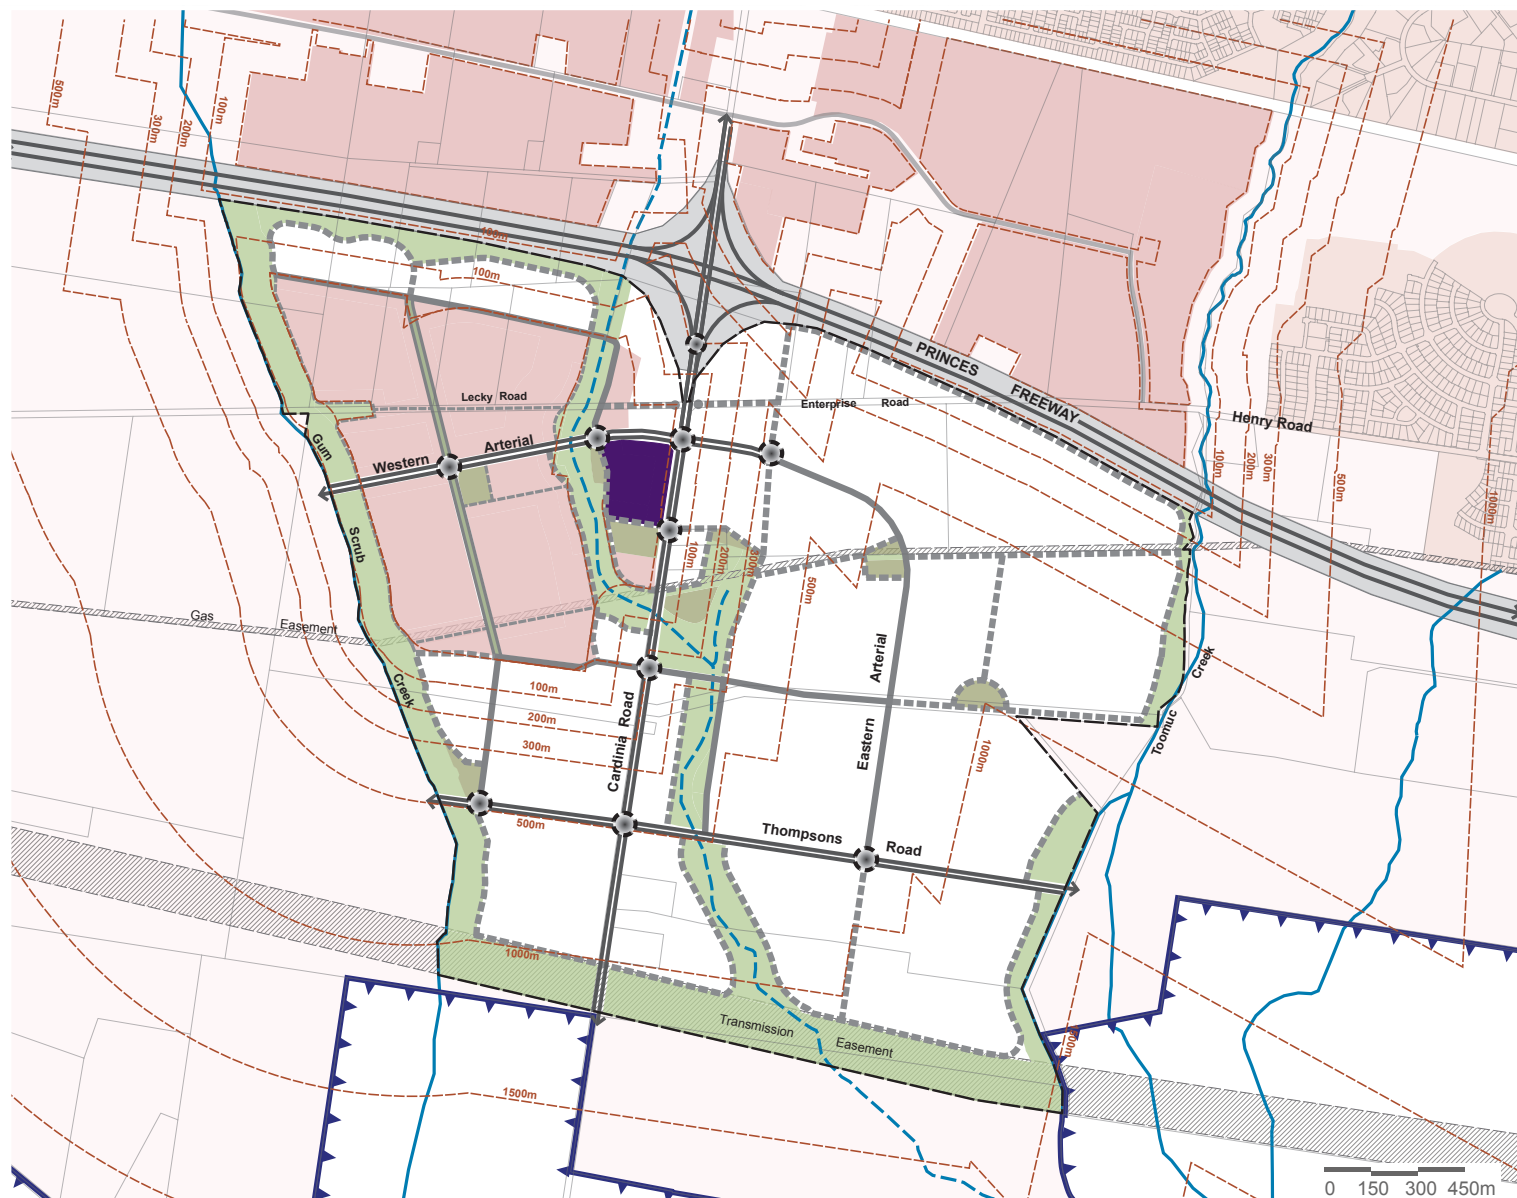 500m
300m
200m
100m
100m
100m
PRINCES
FREEWAY
Lecky Road
Enterprise Road
Henry Road
Western Arterial
Gum
Scrub
Creek
100m
200m
300m
500m
1000m
100m
200m
300m
500m
Gas
Easement
Arterial
Eastern
Creek
Toomuc
Cardinia Road
100m
200m
300m
500m
1000m
Thompsons Road
1000m
Transmission
Easement
1500m
0 150 300 450m